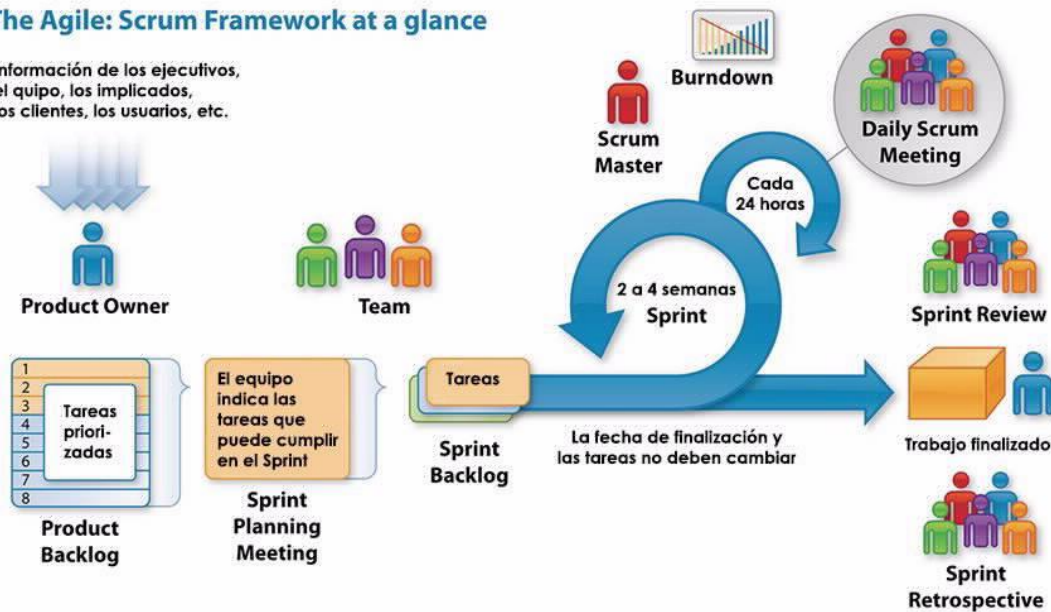 The Agile: Scrum Framework at a glance
nformación de los ejecutivos,
el quipo, los implicados,
os clientes, los usuarios, etc.
Product Owner
Team
Scrum
Master
Burndown
Daily Scrum
Meeting
Cada
24 horas
2 a 4 semanas
Sprint
Sprint Review
1
2
3
4
5
6
7
8
Tareas
priori-
zadas
Product
Backlog
El equipo
indica las
tareas que
puede cumplir
en el Sprint
Sprint
Planning
Meeting
Tareas
Sprint
Backlog
La fecha de finalización y
las tareas no deben cambiar
Trabajo finalizado
Sprint
Retrospective